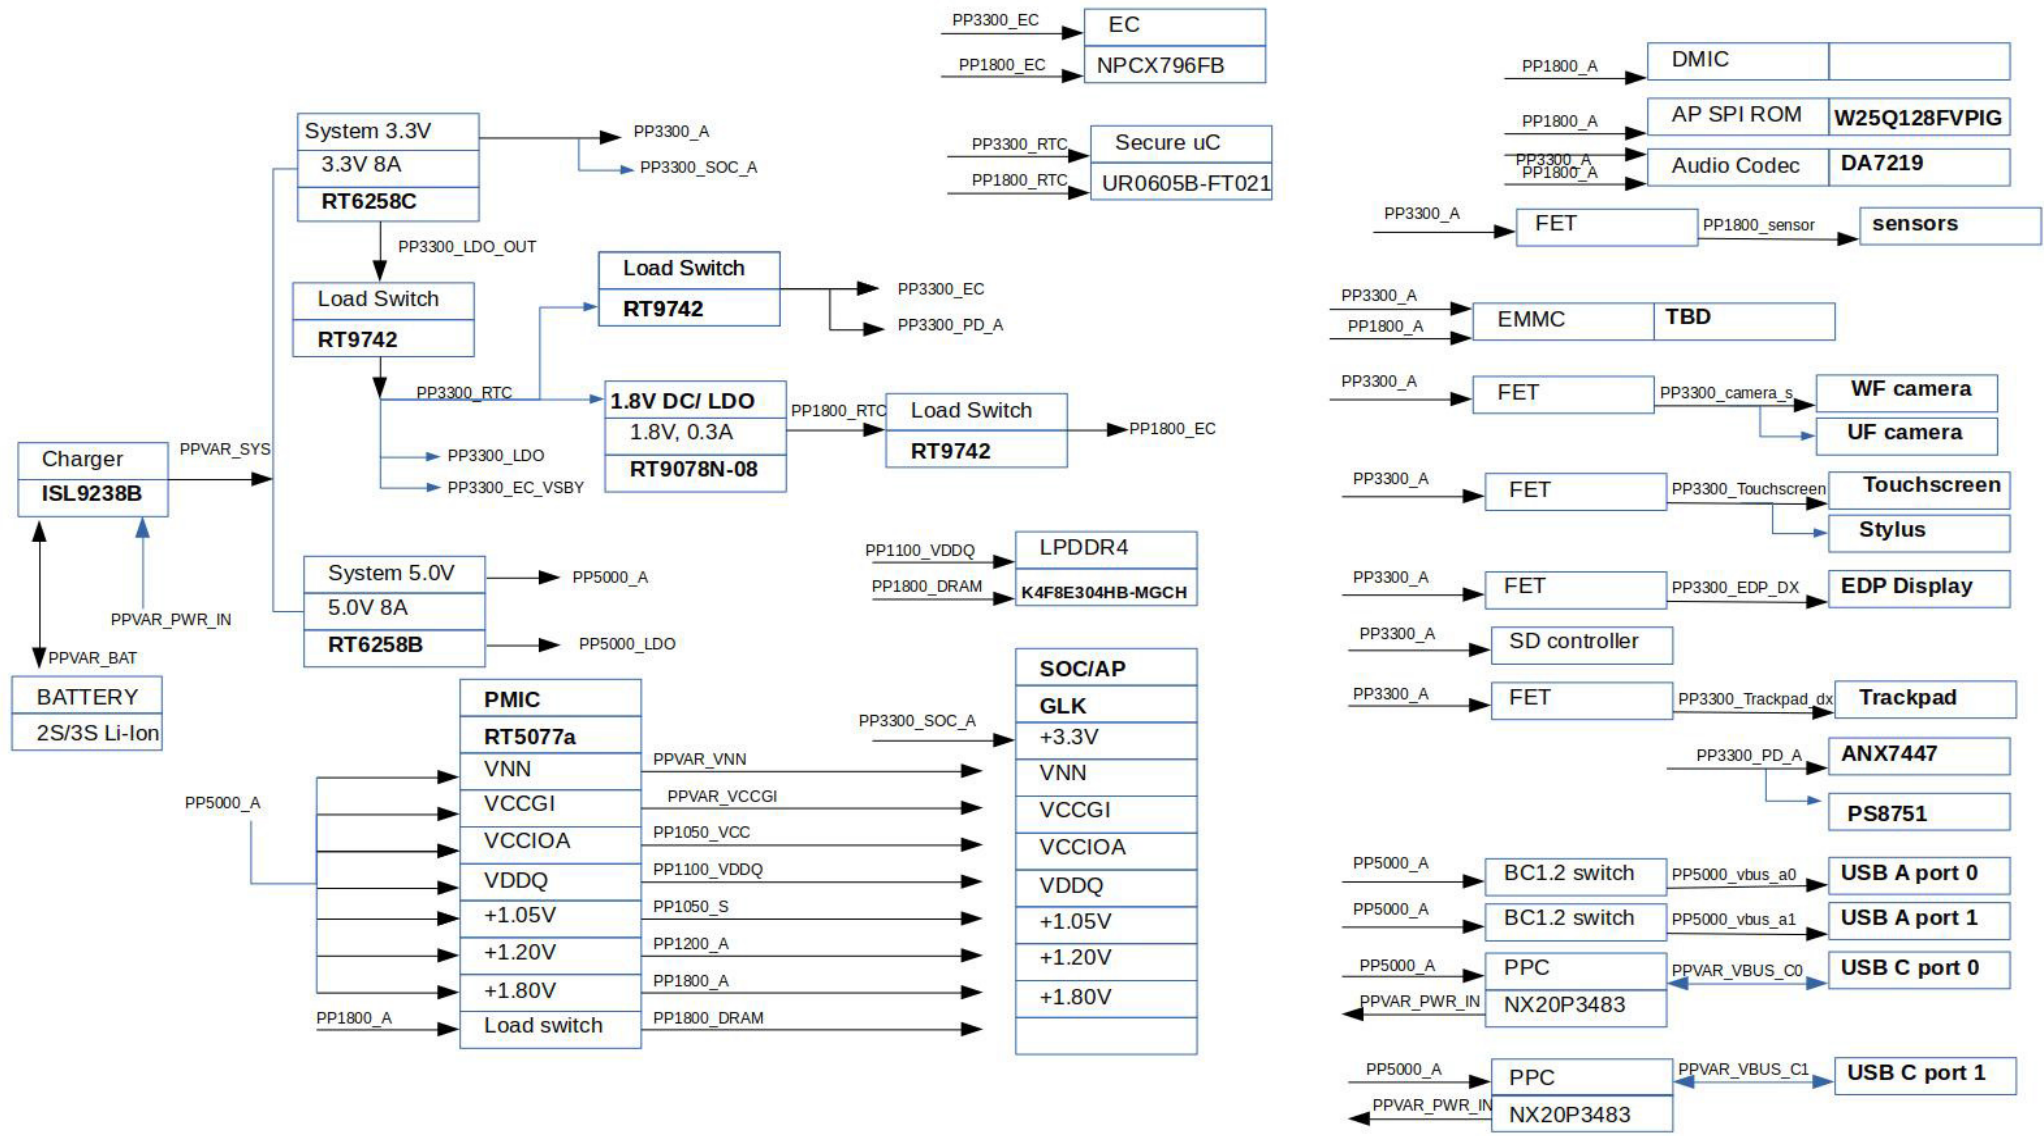 PP3300_EC
EC
PP1800_EC
NPCX796FB
PP3300_RTC
Secure uC
PP1800_RTC
UR0605B-FT021
System 3.3V
3.3V 8A
RT6258C
PP3300_A
PP3300_SOC_A
PP3300_LDO_OUT
Load Switch
RT9742
Load Switch
RT9742
PP3300_EC
PP3300_PD_A
PP3300_RTC
1.8V DC/ LDO
1.8V, 0.3A
RT9078N-08
PP1800_RTC
Load Switch
RT9742
PP1800_EC
PP3300_LDO
PP3300_EC_VSBY
Charger
ISL9238B
PPVAR_SYS
PPVAR_PWR_IN
PPVAR_BAT
BATTERY
2S/3S Li-Ion
System 5.0V
5.0V 8A
RT6258B
PP5000_A
PP5000_LDO
PP1100_VDDQ
LPDDR4
PP1800_DRAM
K4F8E304HB-MGCH
PP5000_A
PP1800_A
PMIC
RT5077a
VNN
VCCGI
VCCIOA
VDDQ
+1.05V
+1.20V
+1.80V
Load switch
PPVAR_VNN
PPVAR_VCCGI
PP1050_VCC
PP1100_VDDQ
PP1050_S
PP1200_A
PP1800_A
PP1800_DRAM
PP3300_SOC_A
SOC/AP
GLK
+3.3V
VNN
VCCGI
VCCIOA
VDDQ
+1.05V
+1.20V
+1.80V
PP1800_A
DMIC
PP1800_A
AP SPI ROM
W25Q128FVPIG
PP3300_A
PP1800_A
Audio Codec
DA7219
PP3300_A
FET
PP1800_sensor
sensors
PP3300_A
PP1800_A
EMMC
TBD
PP3300_A
FET
PP3300_camera_s
WF camera
UF camera
PP3300_A
FET
PP3300_Touchscreen
Touchscreen
Stylus
PP3300_A
FET
PP3300_EDP_DX
EDP Display
PP3300_A
SD controller
PP3300_A
FET
PP3300_Trackpad_dx
Trackpad
PP3300_PD_A
ANX7447
PS8751
PP5000_A
BC1.2 switch
PP5000_vbus_a0
USB A port 0
PP5000_A
BC1.2 switch
PP5000_vbus_a1
USB A port 1
PP5000_A
PPC
PPVAR_VBUS_C0
USB C port 0
PPVAR_PWR_IN
NX20P3483
PP5000_A
PPC
PPVAR_VBUS_C1
USB C port 1
PPVAR_PWR_IN
NX20P3483